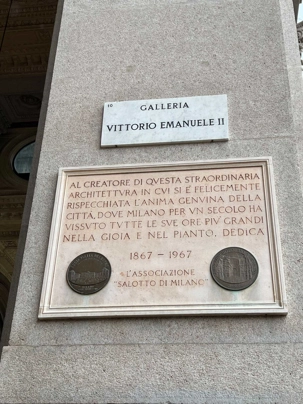 10
GALLERIA
VITTORIO EMANUELE II
AL CREATORE DI QVESTA STRAORDINARIA
ARCHITETTVRA IN CVI SI È FELICEMENTE
RISPECCHIATA L'ANIMA GENVINA DELLA
CITTÀ, DOVE MILANO PER VN SECOLO HA
VISSVTO TVTTE LE SVE ORE PIV' GRANDI
NELLA GIOIA E NEL PIANTO, DEDICA
1867 - 1967
L'ASSOCIAZIONE
"SALOTTO DI MILANO"